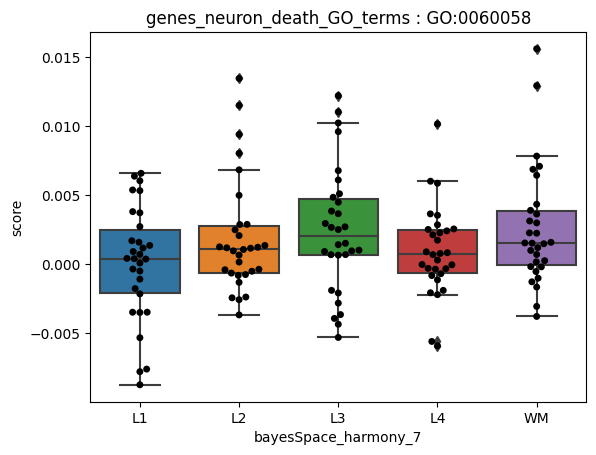 genes_neuron_death_GO_terms : GO:0060058
0.015
0.010
0.005
0.000
−0.005
score
L1 L2 L3 L4 WM
bayesSpace_harmony_7